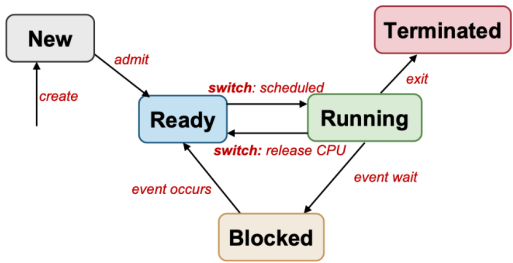 New
Terminated
admit
create
switch: scheduled
exit
Ready
Running
switch: release CPU
event occurs
event wait
Blocked